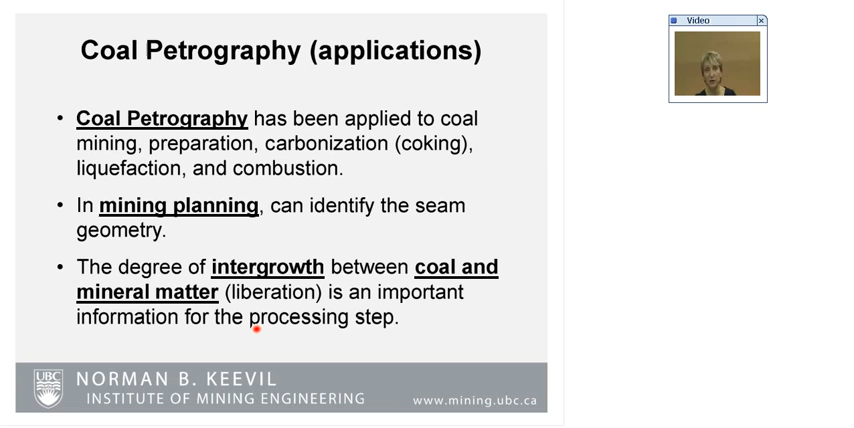 Coal Petrography (applications)
• Coal Petrography has been applied to coal
mining, preparation, carbonization (coking),
liquefaction, and combustion.
• In mining planning, can identify the seam
geometry.
• The degree of intergrowth between coal and
mineral matter (liberation) is an important
information for the processing step.
UBC
NORMAN B. KEEVIL
INSTITUTE OF MINING ENGINEERING
www.mining.ubc.ca
Video